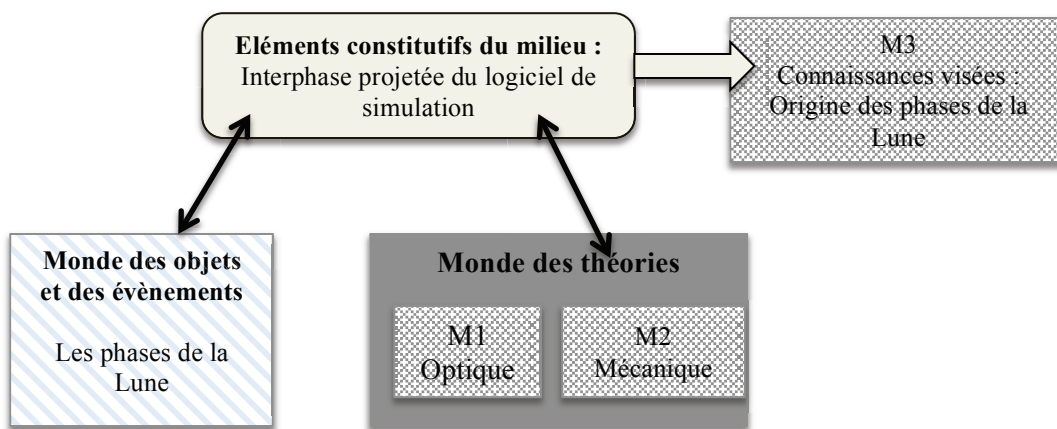 Eléments constitutifs du milieu :
Interphase projetée du logiciel de
simulation
M3
Connaissances visées :
Origine des phases de la
Lune
Monde des objets
et des évènements
Les phases de la
Lune
Monde des théories
M1
Optique
M2
Mécanique